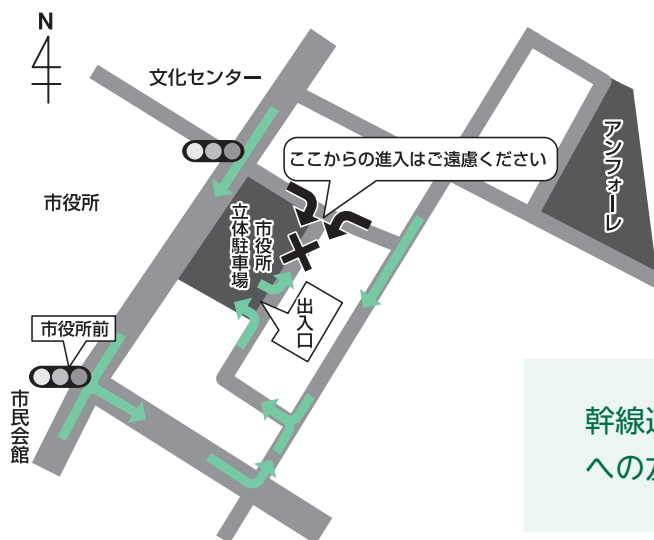 N
文化センター
ここからの進入はご遠慮ください
アンフォーレ
市役所
市役所
立体駐車場
出入口
市役所前
市民会館
幹線
への